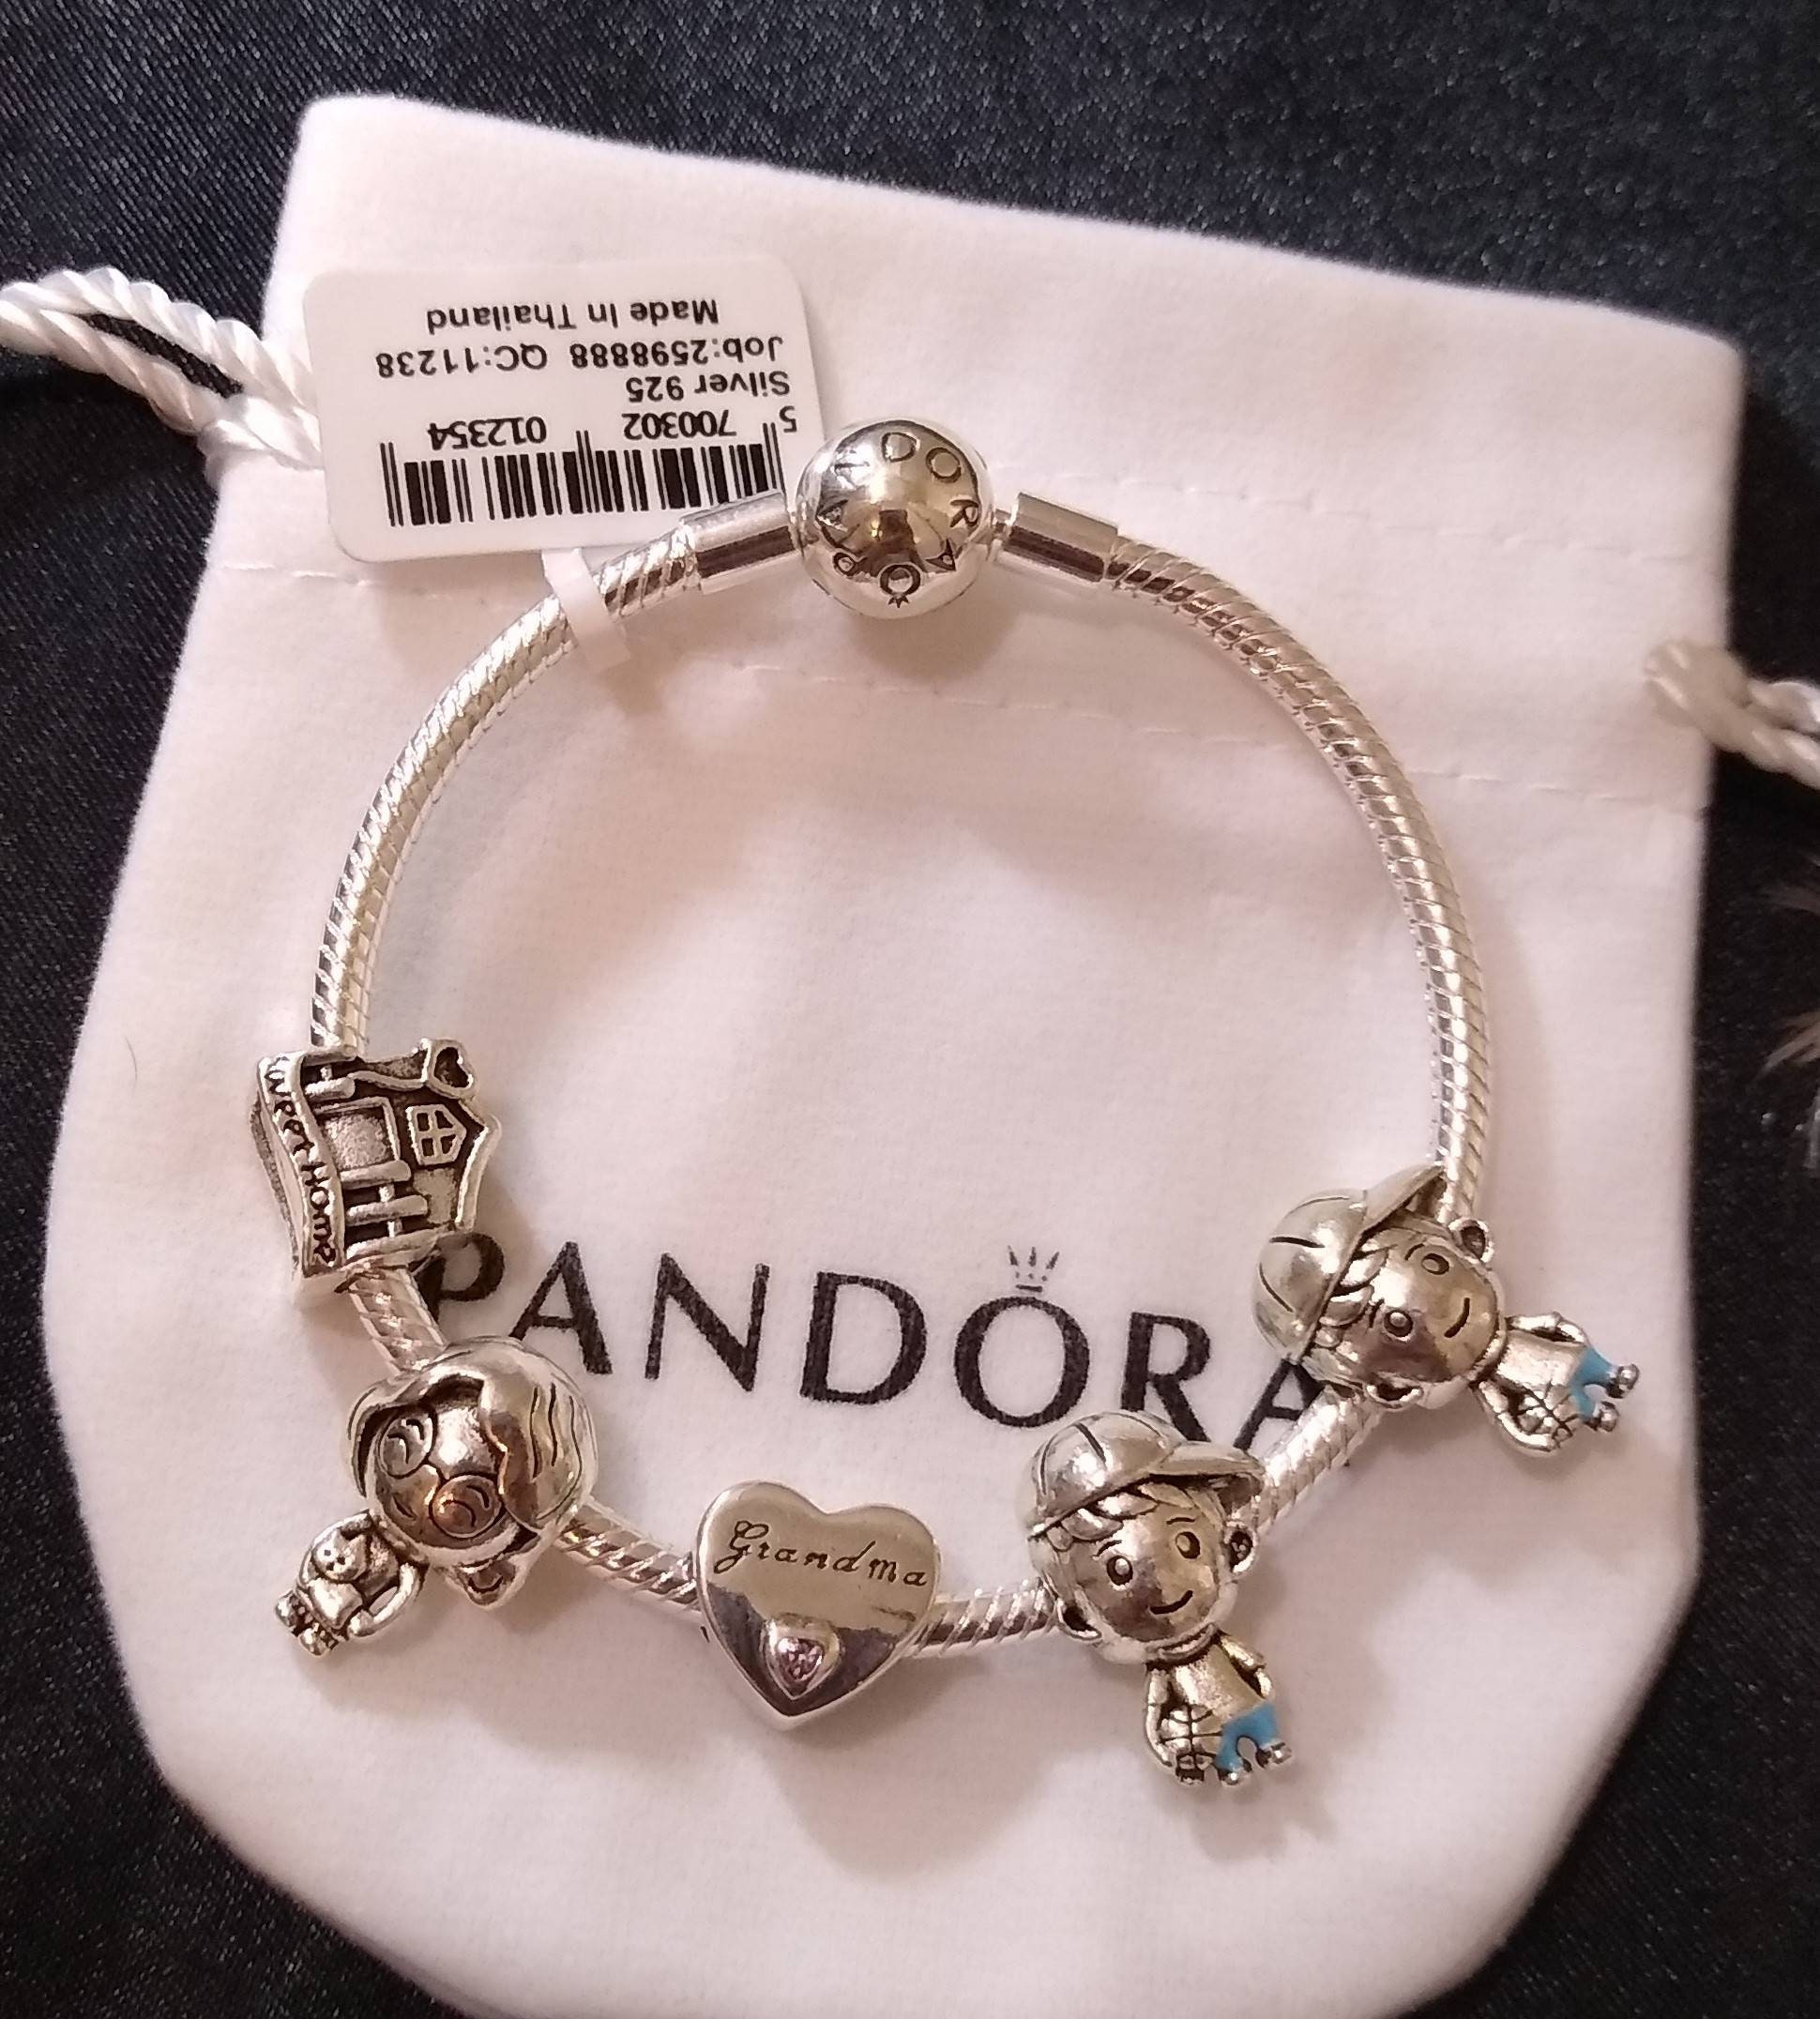 Made In Thailand
Job:2598888 QC:11238
Silver 925
5 700302 012354
PANDORA
Sweet Home
PANDORA
Grandma